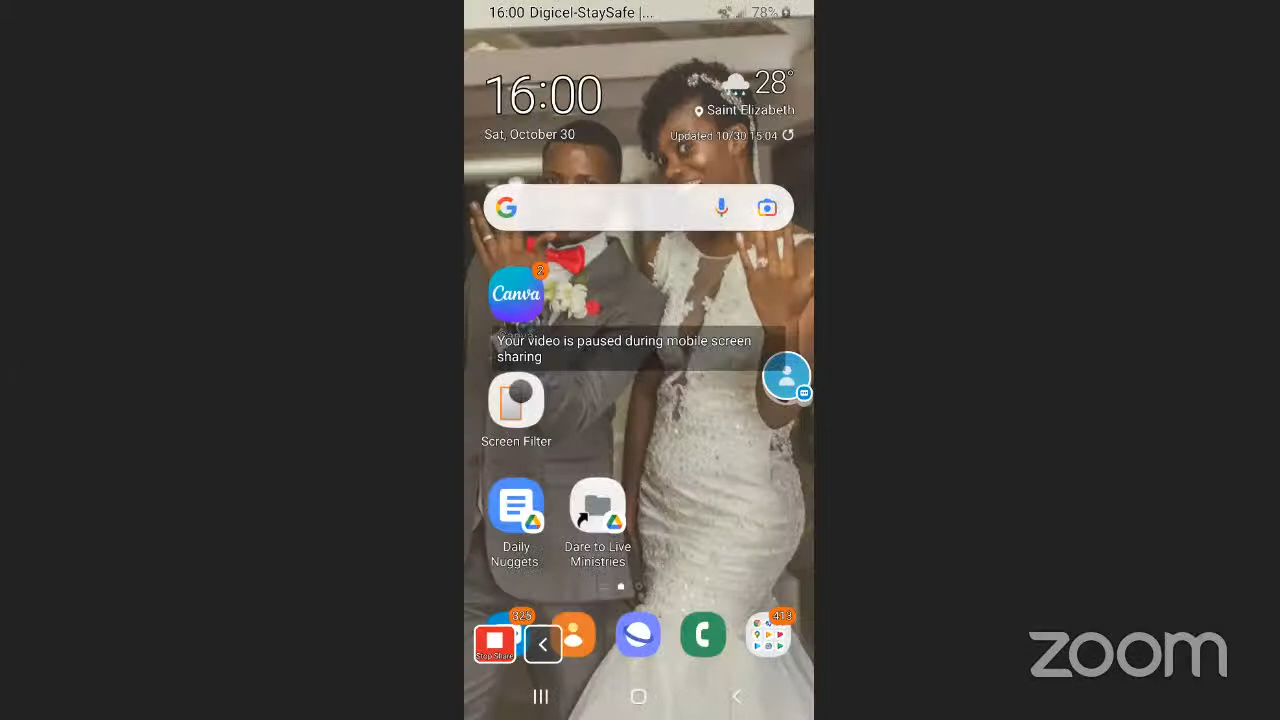 16:00 Digicel-StaySafe |...
78%
16:00
28°
Saint Elizabeth
Sat, October 30
Updated 10/30 15:04
G
2
Canva
Your video is paused during mobile screen
sharing
Screen Filter
Daily
Nuggets
Dare to Live
Ministries
325
419
Stop Share
zoom